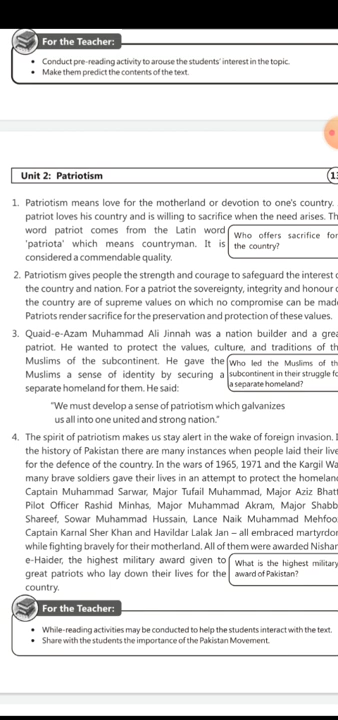 For the Teacher:
• Conduct pre-reading activity to arouse the students' interest in the topic.
• Make them predict the contents of the text.
Unit 2: Patriotism
1. Patriotism means love for the motherland or devotion to one's country.
patriot loves his country and is willing to sacrifice when the need arises. Th
word patriot comes from the Latin word
'patriota' which means countryman. It is
considered a commendable quality.
Who offers sacrifice for
the country?
2. Patriotism gives people the strength and courage to safeguard the interest o
the country and nation. For a patriot the sovereignty, integrity and honour o
the country are of supreme values on which no compromise can be made
Patriots render sacrifice for the preservation and protection of these values.
3. Quaid-e-Azam Muhammad Ali Jinnah was a nation builder and a grea
patriot. He wanted to protect the values, culture, and traditions of th
Muslims of the subcontinent. He gave the
Muslims a sense of identity by securing a
separate homeland for them. He said:
Who led the Muslims of th
subcontinent in their struggle fo
a separate homeland?
"We must develop a sense of patriotism which galvanizes
us all into one united and strong nation."
4. The spirit of patriotism makes us stay alert in the wake of foreign invasion. I
the history of Pakistan there are many instances when people laid their live
for the defence of the country. In the wars of 1965, 1971 and the Kargil Wa
many brave soldiers gave their lives in an attempt to protect the homeland
Captain Muhammad Sarwar, Major Tufail Muhammad, Major Aziz Bhatt
Pilot Officer Rashid Minhas, Major Muhammad Akram, Major Shabb
Shareef, Sowar Muhammad Hussain, Lance Naik Muhammad Mehfoo
Captain Karnal Sher Khan and Havildar Lalak Jan – all embraced martyrdom
while fighting bravely for their motherland. All of them were awarded Nishan
e-Haider, the highest military award given to
great patriots who lay down their lives for the
country.
What is the highest military
award of Pakistan?
For the Teacher:
• While-reading activities may be conducted to help the students interact with the text.
• Share with the students the importance of the Pakistan Movement.